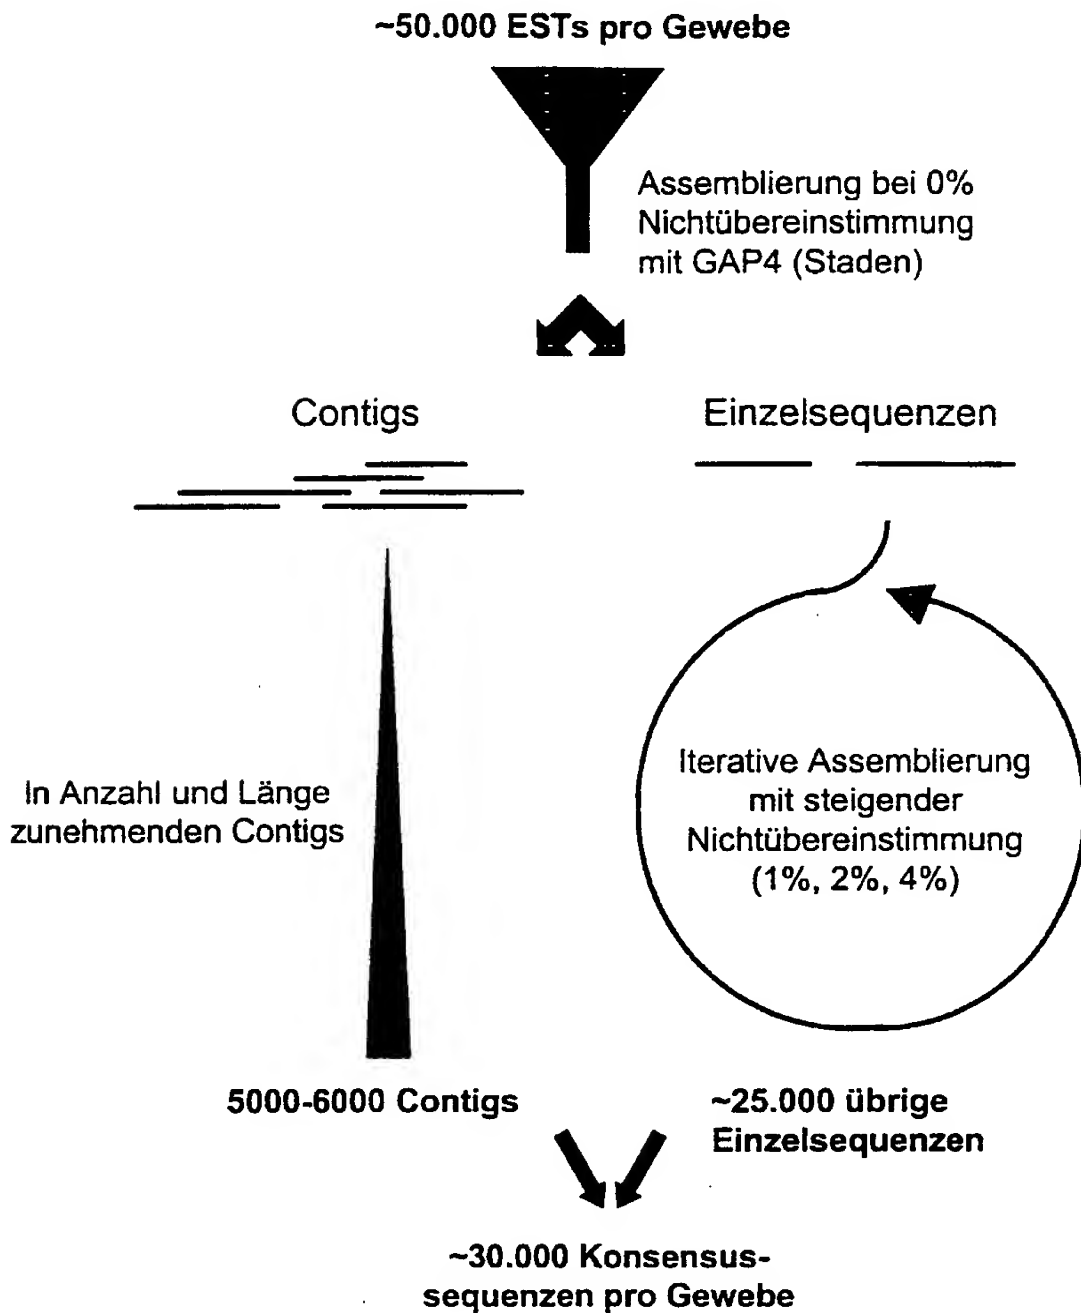 ~50.000 ESTs pro Gewebe
Assemblierung bei 0%
Nichtübereinstimmung
mit GAP4 (Staden)
Contigs
Einzelsequenzen
In Anzahl und Länge
zunehmenden Contigs
Iterative Assemblierung
mit steigender
Nichtübereinstimmung
(1%, 2%, 4%)
5000-6000 Contigs
~25.000 übrige
Einzelsequenzen
~30.000 Konsensus-
sequenzen pro Gewebe